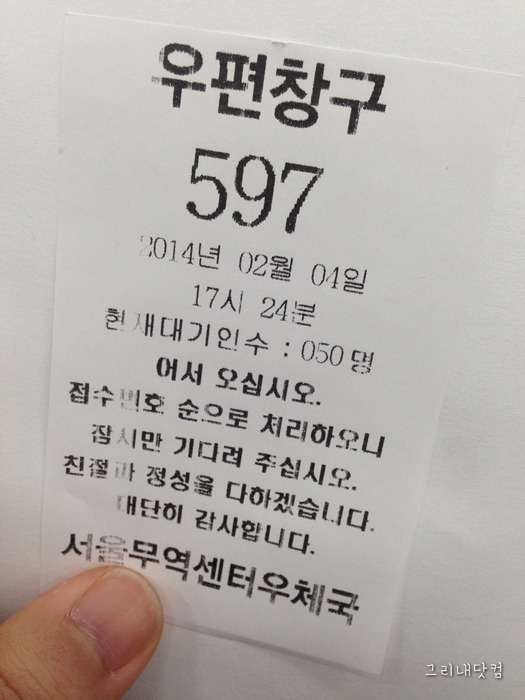 우편창구
597
2014년 02월 04일
17시 24분
현재대기인수 : 050 명
어서 오십시오.
접수번호 순으로 처리하오니
잠시만 기다려 주십시오.
친절과 정성을 다하겠습니다.
대단히 감사합니다.
서울무역센터우체국
그리내닷컴